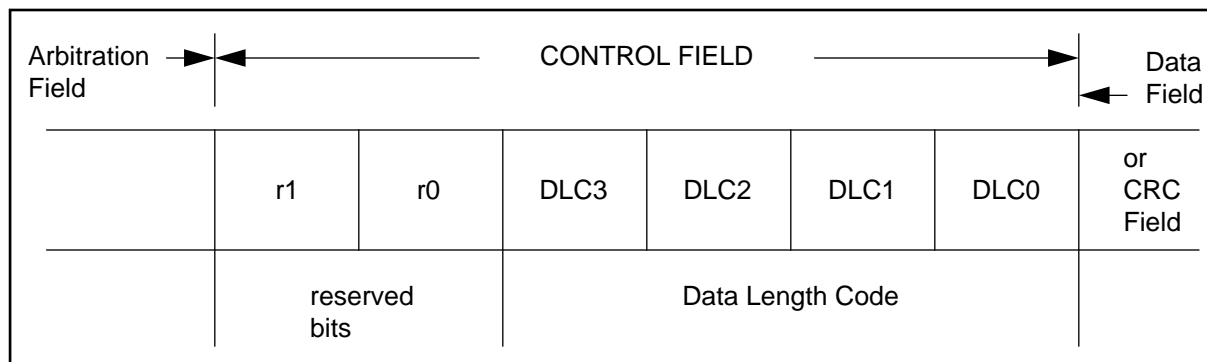 Arbitration
Field
CONTROL FIELD
Data
Field
r1 r0 DLC3 DLC2 DLC1 DLC0
or
CRC
Field
reserved
bits
Data Length Code